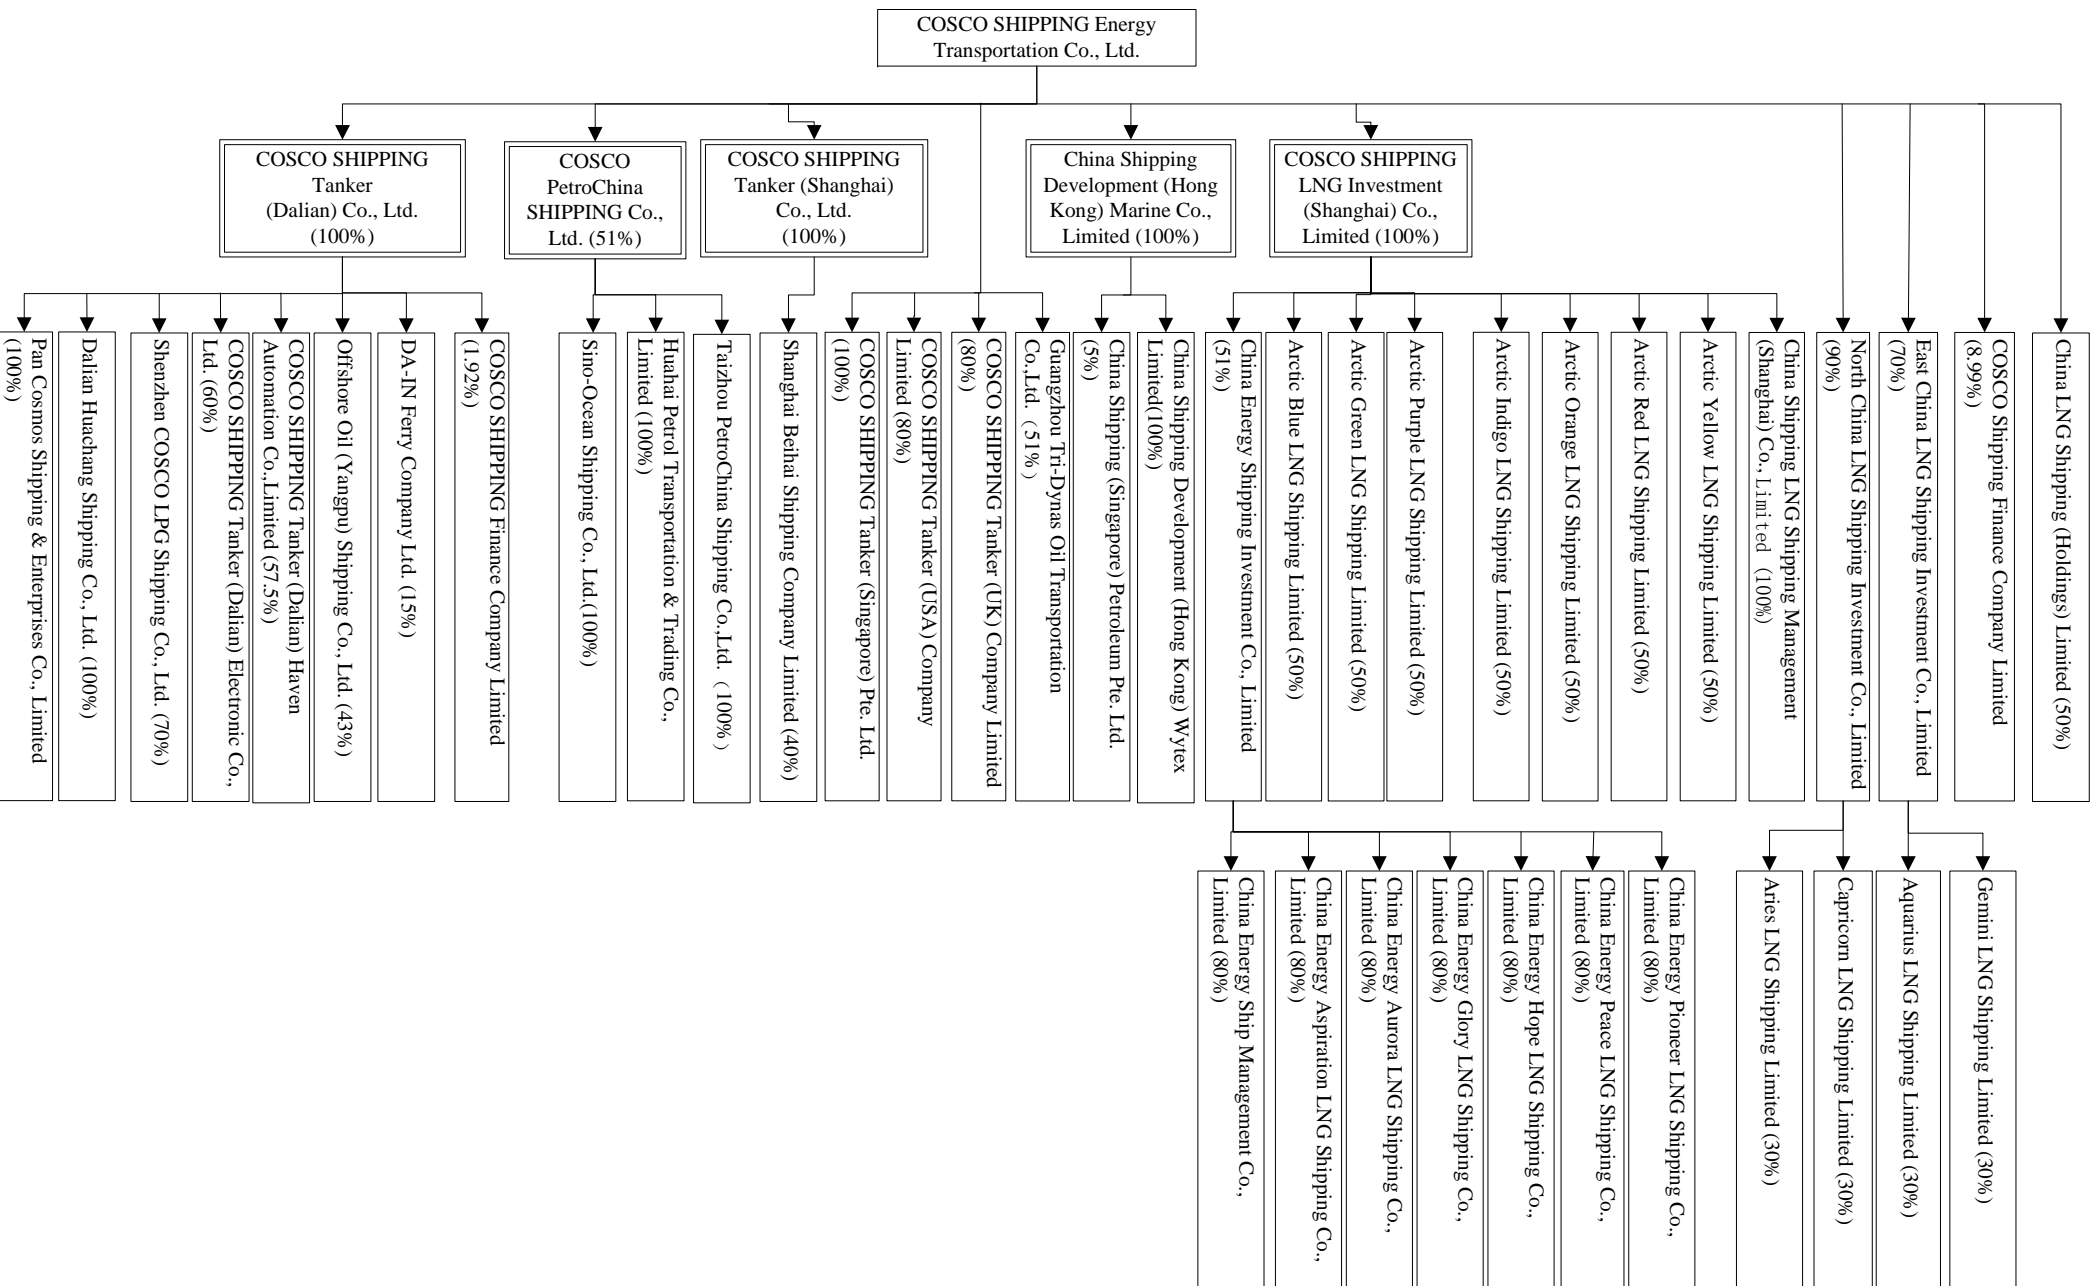 COSCO SHIPPING Energy
Transportation Co., Ltd.
COSCO SHIPPING
Tanker
(Dalian) Co., Ltd.
(100%)
COSCO
PetroChina
SHIPPING Co.,
Ltd. (51%)
COSCO SHIPPING
Tanker (Shanghai)
Co., Ltd.
(100%)
China Shipping
Development (Hong
Kong) Marine Co.,
Limited (100%)
COSCO SHIPPING
LNG Investment
(Shanghai) Co.,
Limited (100%)
Pan Cosmos Shipping & Enterprises Co., Limited
(100%)
Dalian Huachang Shipping Co., Ltd. (100%)
Shenzhen COSCO LPG Shipping Co., Ltd. (70%)
COSCO SHIPPING Tanker (Dalian) Electronic Co.,
Ltd. (60%)
COSCO SHIPPING Tanker (Dalian) Haven
Automation Co.,Limited (57.5%)
Offshore Oil (Yangpu) Shipping Co., Ltd. (43%)
DA-IN Ferry Company Ltd. (15%)
COSCO SHIPPING Finance Company Limited
(1.92%)
Sino-Ocean Shipping Co., Ltd.(100%)
Huahai Petrol Transportation & Trading Co.,
Limited (100%)
Taizhou PetroChina Shipping Co.,Ltd.（100%）
Shanghai Beihai Shipping Company Limited (40%)
COSCO SHIPPING Tanker (Singapore) Pte. Ltd.
(100%)
COSCO SHIPPING Tanker (USA) Company
Limited (80%)
COSCO SHIPPING Tanker (UK) Company Limited
(80%)
Guangzhou Tri-Dynas Oil Transportation
Co.,Ltd.（51%）
China Shipping (Singapore) Petroleum Pte. Ltd.
(5%)
China Shipping Development (Hong Kong) Wytex
Limited(100%)
China Energy Shipping Investment Co., Limited
(51%)
Arctic Blue LNG Shipping Limited (50%)
Arctic Green LNG Shipping Limited (50%)
Arctic Purple LNG Shipping Limited (50%)
Arctic Indigo LNG Shipping Limited (50%)
Arctic Orange LNG Shipping Limited (50%)
Arctic Red LNG Shipping Limited (50%)
Arctic Yellow LNG Shipping Limited (50%)
China Shipping LNG Shipping Management
(Shanghai) Co.,Limited (100%)
North China LNG Shipping Investment Co., Limited
(90%)
East China LNG Shipping Investment Co., Limited
(70%)
COSCO Shipping Finance Company Limited
(8.99%)
China LNG Shipping (Holdings) Limited (50%)
China Energy Ship Management Co.,
Limited (80%)
China Energy Aspiration LNG Shipping Co.,
Limited (80%)
China Energy Aurora LNG Shipping Co.,
Limited (80%)
China Energy Glory LNG Shipping Co.,
Limited (80%)
China Energy Hope LNG Shipping Co.,
Limited (80%)
China Energy Peace LNG Shipping Co.,
Limited (80%)
China Energy Pioneer LNG Shipping Co.,
Limited (80%)
Aries LNG Shipping Limited (30%)
Capricorn LNG Shipping Limited (30%)
Aquarius LNG Shipping Limited (30%)
Gemini LNG Shipping Limited (30%)